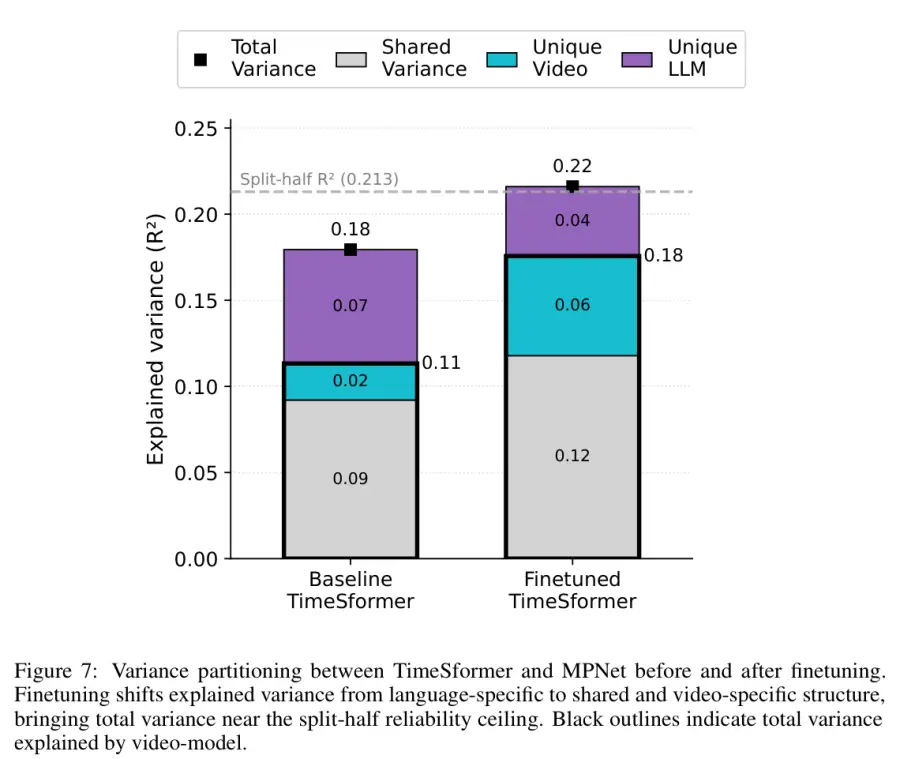 Total
Variance
Shared
Variance
Unique
Video
Unique
LLM
Explained variance (R²)
0.25
0.20
0.15
0.10
0.05
0.00
Split-half R² (0.213)
0.18
0.07
0.11
0.02
0.09
0.22
0.04
0.18
0.06
0.12
Baseline
TimeSformer
Finetuned
TimeSformer
Figure 7: Variance partitioning between TimeSformer and MPNet before and after finetuning.
Finetuning shifts explained variance from language-specific to shared and video-specific structure,
bringing total variance near the split-half reliability ceiling. Black outlines indicate total variance
explained by video-model.